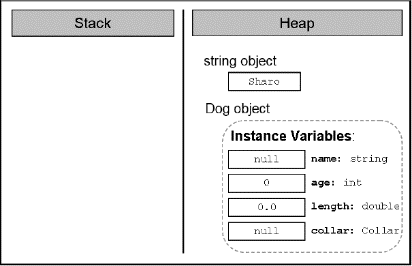 Stack
Heap
string object
Sharo
Dog object
Instance Variables:
null name: string
0 age: int
0.0 length: double
null collar: Collar